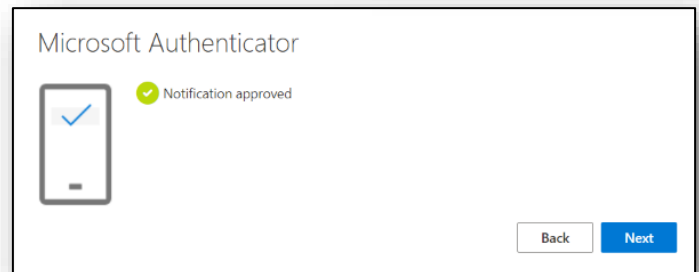 Microsoft Authenticator
Notification approved
Back
Next